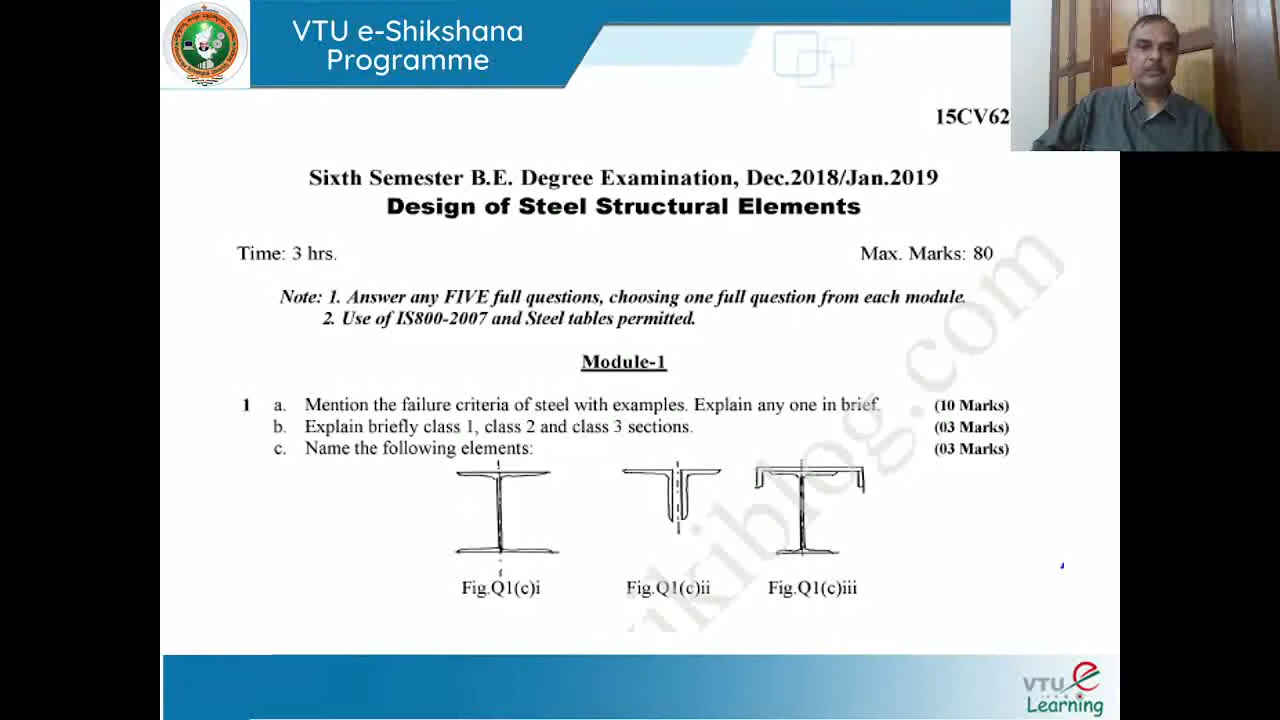 VTU e-Shikshana
Programme
15CV62
Sixth Semester B.E. Degree Examination, Dec.2018/Jan.2019
Design of Steel Structural Elements
Time: 3 hrs.
Max. Marks: 80
Note: 1. Answer any FIVE full questions, choosing one full question from each module.
2. Use of IS800-2007 and Steel tables permitted.
Module-1
1 a. Mention the failure criteria of steel with examples. Explain any one in brief. (10 Marks)
b. Explain briefly class 1, class 2 and class 3 sections. (03 Marks)
c. Name the following elements: (03 Marks)
Fig.Q1(c)i
Fig.Q1(c)ii
Fig.Q1(c)iii
ikiblog.com
VTU e
Learning